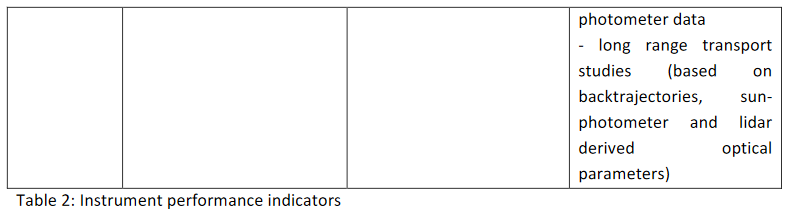 photometer data
- long range transport
studies (based on
backtrajectories, sun-
photometer and lidar
derived optical
parameters)
Table 2: Instrument performance indicators